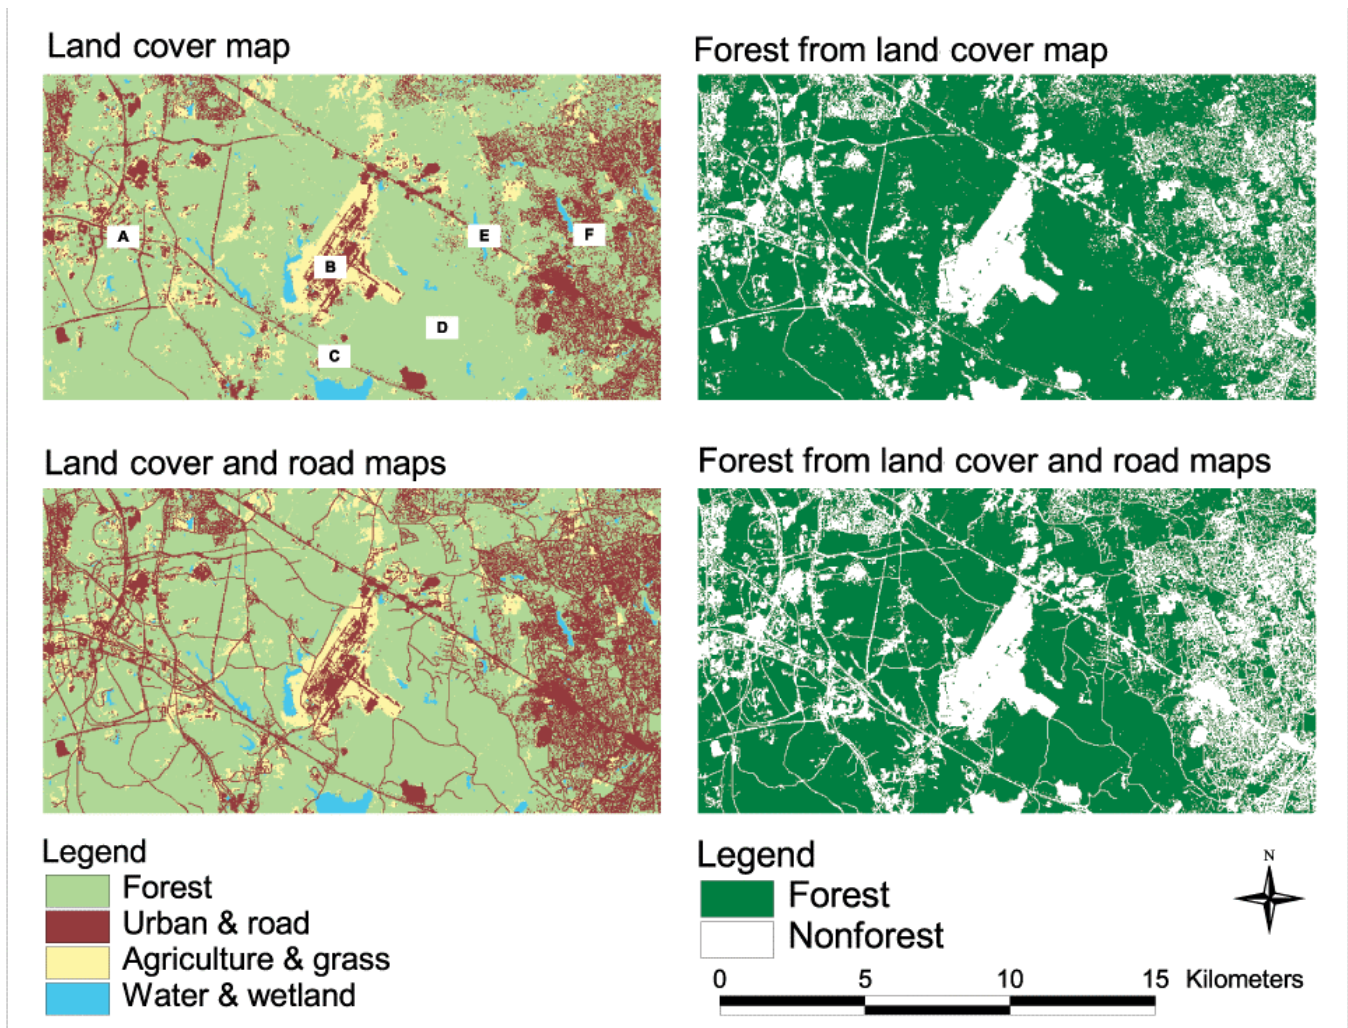 Land cover map
Forest from land cover map
A
B
C
D
E
F
Land cover and road maps
Forest from land cover and road maps
Legend
Forest
Urban & road
Agriculture & grass
Water & wetland
Legend
Forest
Nonforest
N
0 5 10 15 Kilometers